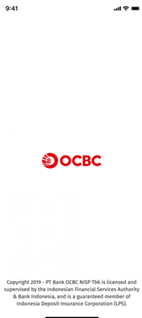 9:41
OCBC
Copyright 2019 - PT Bank OCBC NISP Tbk is licensed and
supervised by the Indonesian Financial Services Authority
& Bank Indonesia, and is a guaranteed member of
Indonesia Deposit Insurance Corporation (LPS).